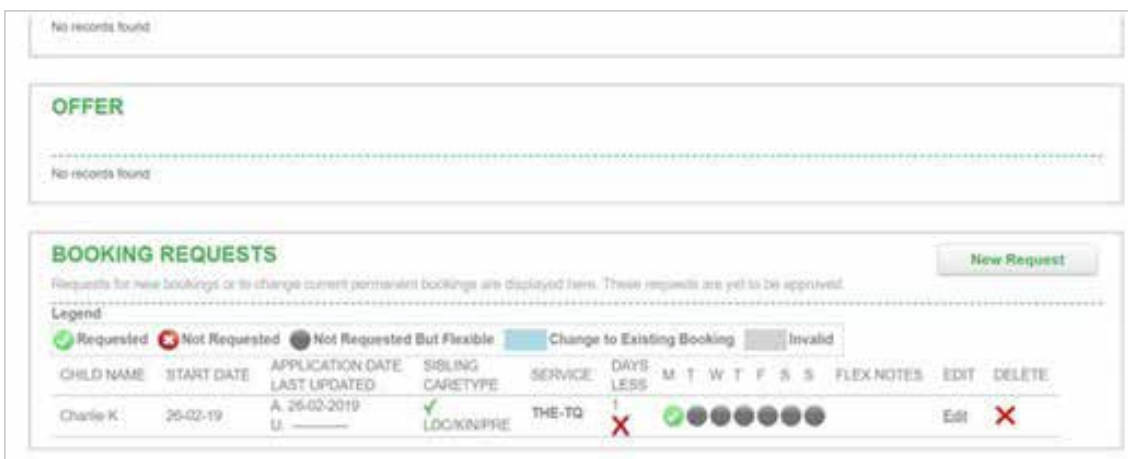 No records found
OFFER
No records found
BOOKING REQUESTS
New Request
Requests for new bookings or to change current permanent bookings are displayed here. These requests are yet to be approved.
Legend
Requested Not Requested Not Requested But Flexible Change to Existing Booking Invalid
CHILD NAME START DATE APPLICATION DATE LAST UPDATED SIBLING CARETYPE SERVICE DAYS LESS M T W T F S S FLEX NOTES EDIT DELETE
Charlie K 26-02-19 A. 26-02-2019 U. ——— LDC/KIN/PRE THE-TQ 1 Edit